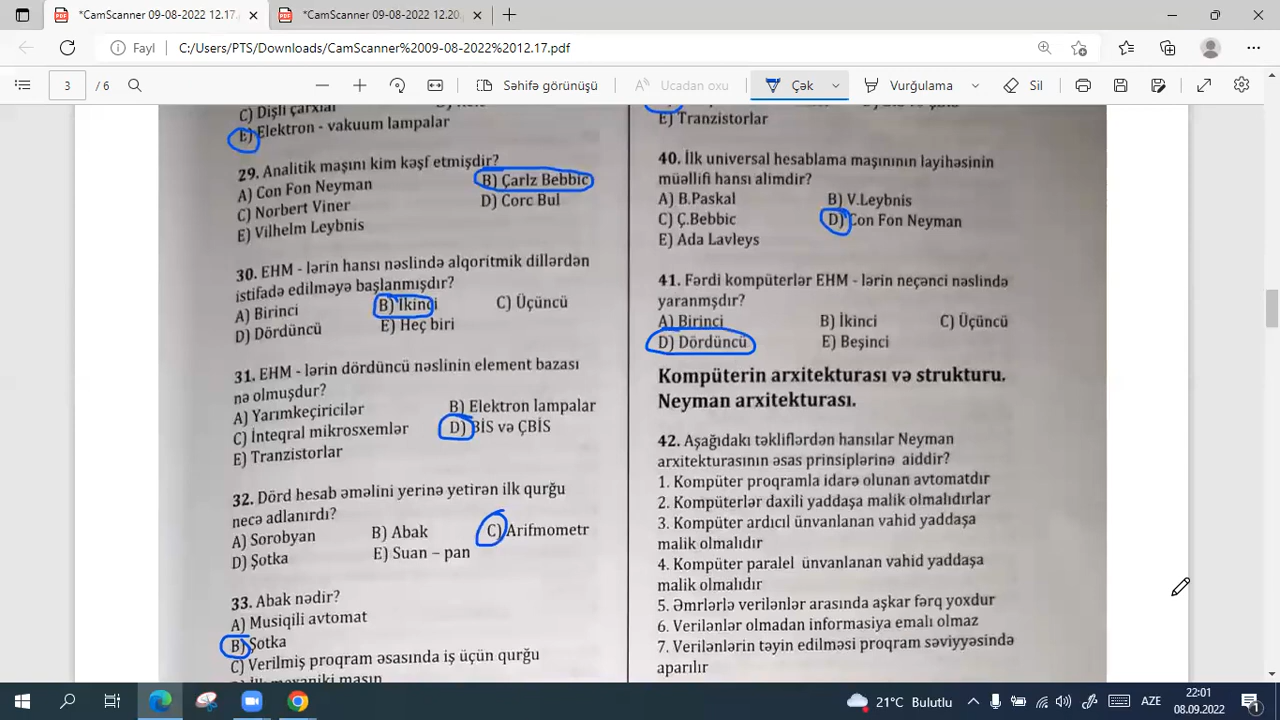 *CamScanner 09-08-2022 12.17.
*CamScanner 09-08-2022 12.20.
Fayl
C:/Users/PTS/Downloads/CamScanner%2009-08-2022%2012.17.pdf
3 / 6
Səhifə görünüşü
Ucadan oxu
Çək
Vurğulama
Sil
C) Dişli çarxlar
E) Elektron - vakuum lampalar
29. Analitik maşını kim kəşf etmişdir?
A) Con Fon Neyman
B) Çarlz Bebbic
C) Norbert Viner
D) Corc Bul
E) Vilhelm Leybnis
30. EHM - lərin hansı nəslində alqoritmik dillərdən
istifadə edilməyə başlanmışdır?
A) Birinci
B) İkinci
C) Üçüncü
D) Dördüncü
E) Heç biri
31. EHM - lərin dördüncü nəslinin element bazası
nə olmuşdur?
A) Yarımkeçiricilər
B) Elektron lampalar
C) İnteqral mikrosxemlər
D) BİS və ÇBİS
E) Tranzistorlar
32. Dörd hesab əməlini yerinə yetirən ilk qurğu
necə adlanırdı?
A) Sorobyan
B) Abak
C) Arifmometr
D) Şotka
E) Suan – pan
33. Abak nədir?
A) Musiqili avtomat
B) Şotka
C) Verilmiş proqram əsasında iş üçün qurğu
E) Tranzistorlar
40. İlk universal hesablama maşınının layihəsinin
müəllifi hansı alimdir?
A) B.Paskal
B) V.Leybnis
C) Ç.Bebbic
D) Con Fon Neyman
E) Ada Lavleys
41. Fərdi kompüterlər EHM - lərin neçənci nəslində
yaranmşdır?
A) Birinci
B) İkinci
C) Üçüncü
D) Dördüncü
E) Beşinci
Kompüterin arxitekturası və strukturu.
Neyman arxitekturası.
42. Aşağıdakı təkliflərdən hansılar Neyman
arxitekturasının əsas prinsiplərinə aiddir?
1. Kompüter proqramla idarə olunan avtomatdır
2. Kompüterlər daxili yaddaşa malik olmalıdırlar
3. Kompüter ardıcıl ünvanlanan vahid yaddaşa
malik olmalıdır
4. Kompüter paralel ünvanlanan vahid yaddaşa
malik olmalıdır
5. Əmrlərlə verilənlər arasında aşkar fərq yoxdur
6. Verilənlər olmadan informasiya emalı olmaz
7. Verilənlərin təyin edilməsi proqram səviyyəsində
aparılır
21°C Bulutlu
AZE
22:01
08.09.2022
1